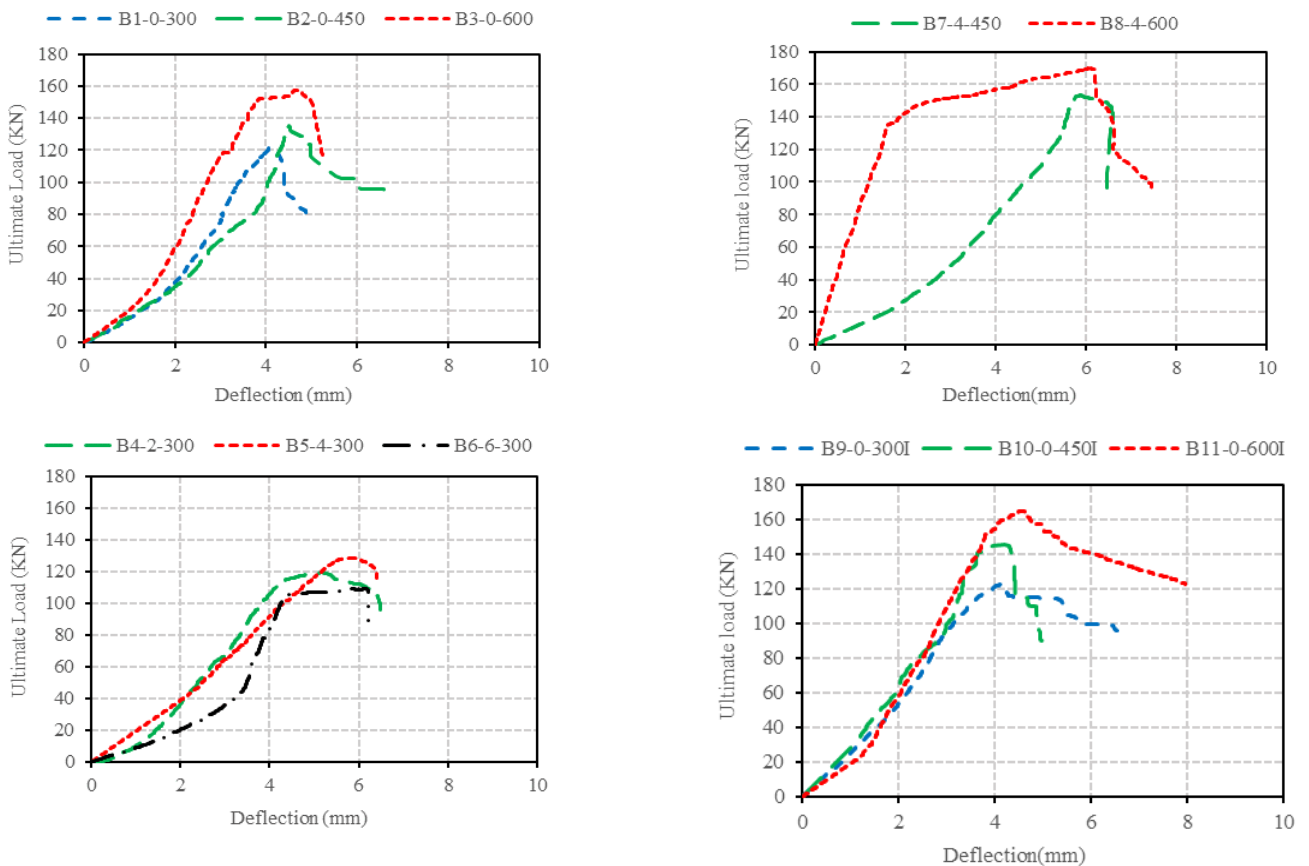 B1-0-300 B2-0-450 B3-0-600
180
160
140
120
100
80
60
40
20
0
Ultimate Load (KN)
0 2 4 6 8 10
Deflection (mm)
B7-4-450 B8-4-600
180
160
140
120
100
80
60
40
20
0
Ultimate load (KN)
0 2 4 6 8 10
Deflection(mm)
B4-2-300 B5-4-300 B6-6-300
180
160
140
120
100
80
60
40
20
0
Ultimate Load (KN)
0 2 4 6 8 10
Deflection (mm)
B9-0-300I B10-0-450I B11-0-600I
180
160
140
120
100
80
60
40
20
0
Ultimate load (KN)
0 2 4 6 8 10
Deflection(mm)